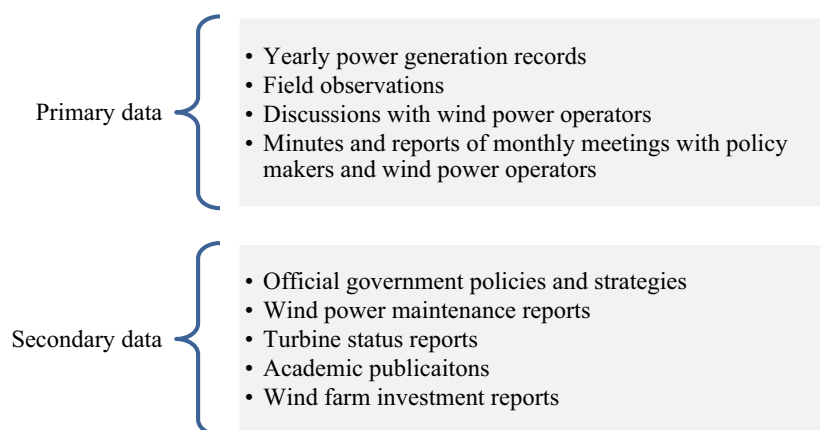 Primary data
• Yearly power generation records
• Field observations
• Discussions with wind power operators
• Minutes and reports of monthly meetings with policy
makers and wind power operators
Secondary data
• Official government policies and strategies
• Wind power maintenance reports
• Turbine status reports
• Academic publicaitons
• Wind farm investment reports